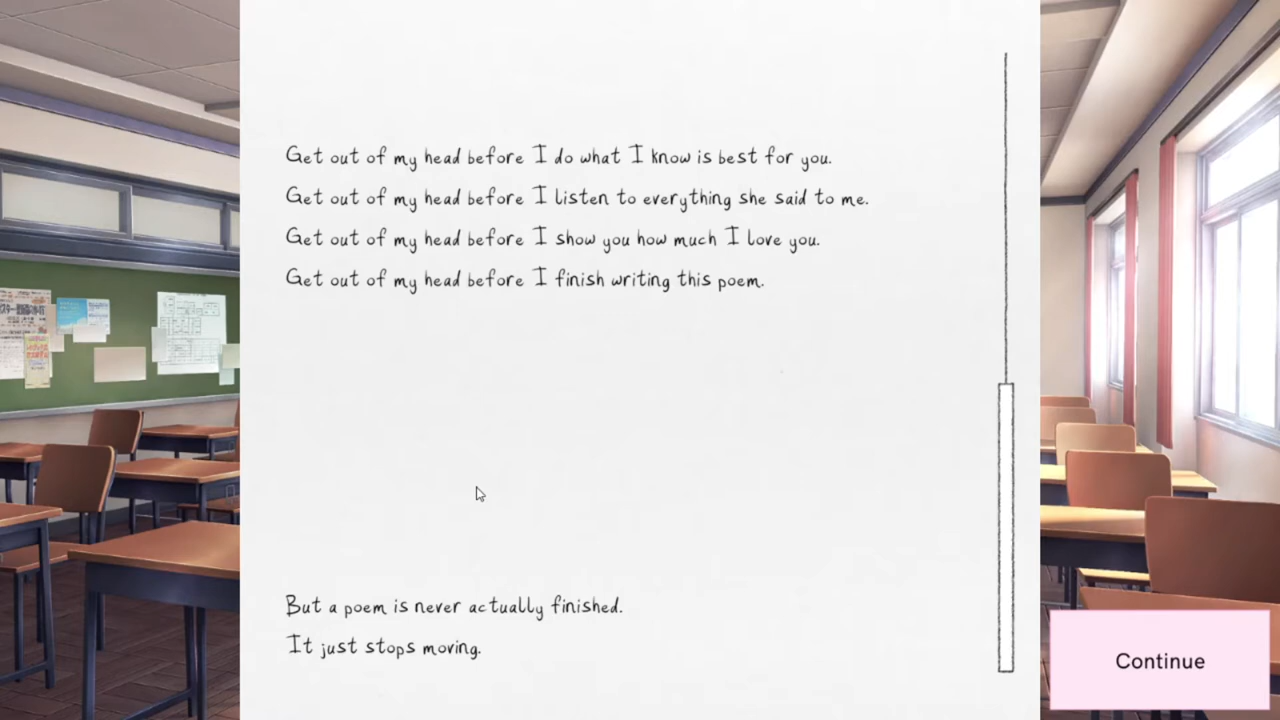 Get out of my head before I do what I know is best for you.
Get out of my head before I listen to everything she said to me.
Get out of my head before I show you how much I love you.
Get out of my head before I finish writing this poem.
But a poem is never actually finished.
It just stops moving.
Continue